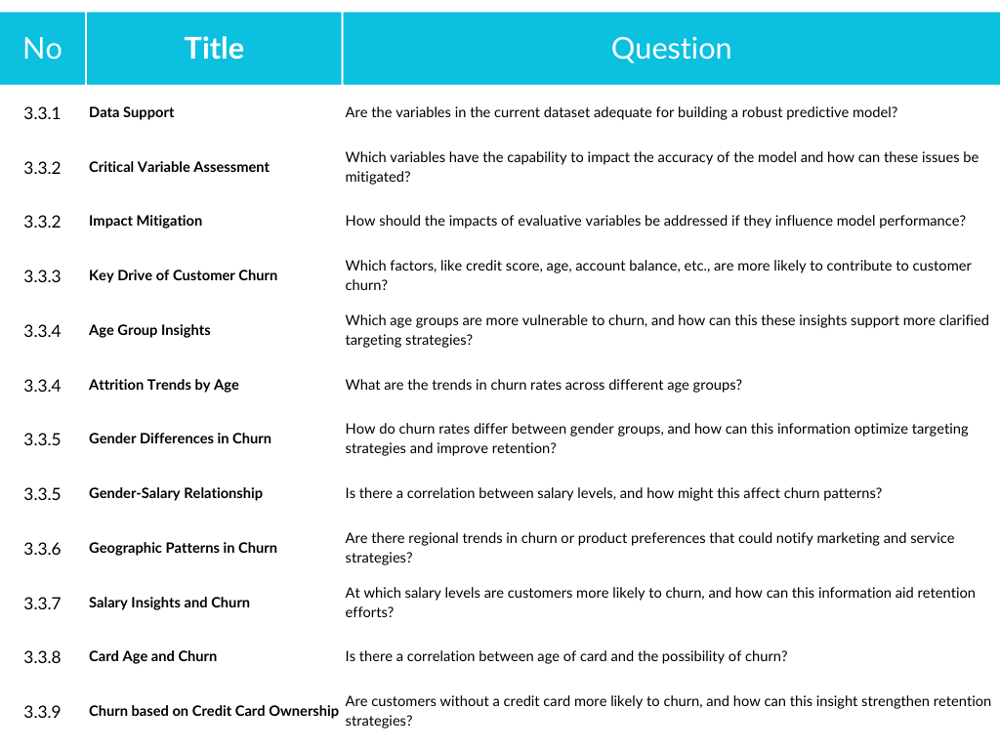 No Title Question
3.3.1 Data Support Are the variables in the current dataset adequate for building a robust predictive model?
3.3.2 Critical Variable Assessment Which variables have the capability to impact the accuracy of the model and how can these issues be
mitigated?
3.3.2 Impact Mitigation How should the impacts of evaluative variables be addressed if they influence model performance?
3.3.3 Key Drive of Customer Churn Which factors, like credit score, age, account balance, etc., are more likely to contribute to customer
churn?
3.3.4 Age Group Insights Which age groups are more vulnerable to churn, and how can this these insights support more clarified
targeting strategies?
3.3.4 Attrition Trends by Age What are the trends in churn rates across different age groups?
3.3.5 Gender Differences in Churn How do churn rates differ between gender groups, and how can this information optimize targeting
strategies and improve retention?
3.3.5 Gender-Salary Relationship Is there a correlation between salary levels, and how might this affect churn patterns?
3.3.6 Geographic Patterns in Churn Are there regional trends in churn or product preferences that could notify marketing and service
strategies?
3.3.7 Salary Insights and Churn At which salary levels are customers more likely to churn, and how can this information aid retention
efforts?
3.3.8 Card Age and Churn Is there a correlation between age of card and the possibility of churn?
3.3.9 Churn based on Credit Card Ownership Are customers without a credit card more likely to churn, and how can this insight strengthen retention
strategies?